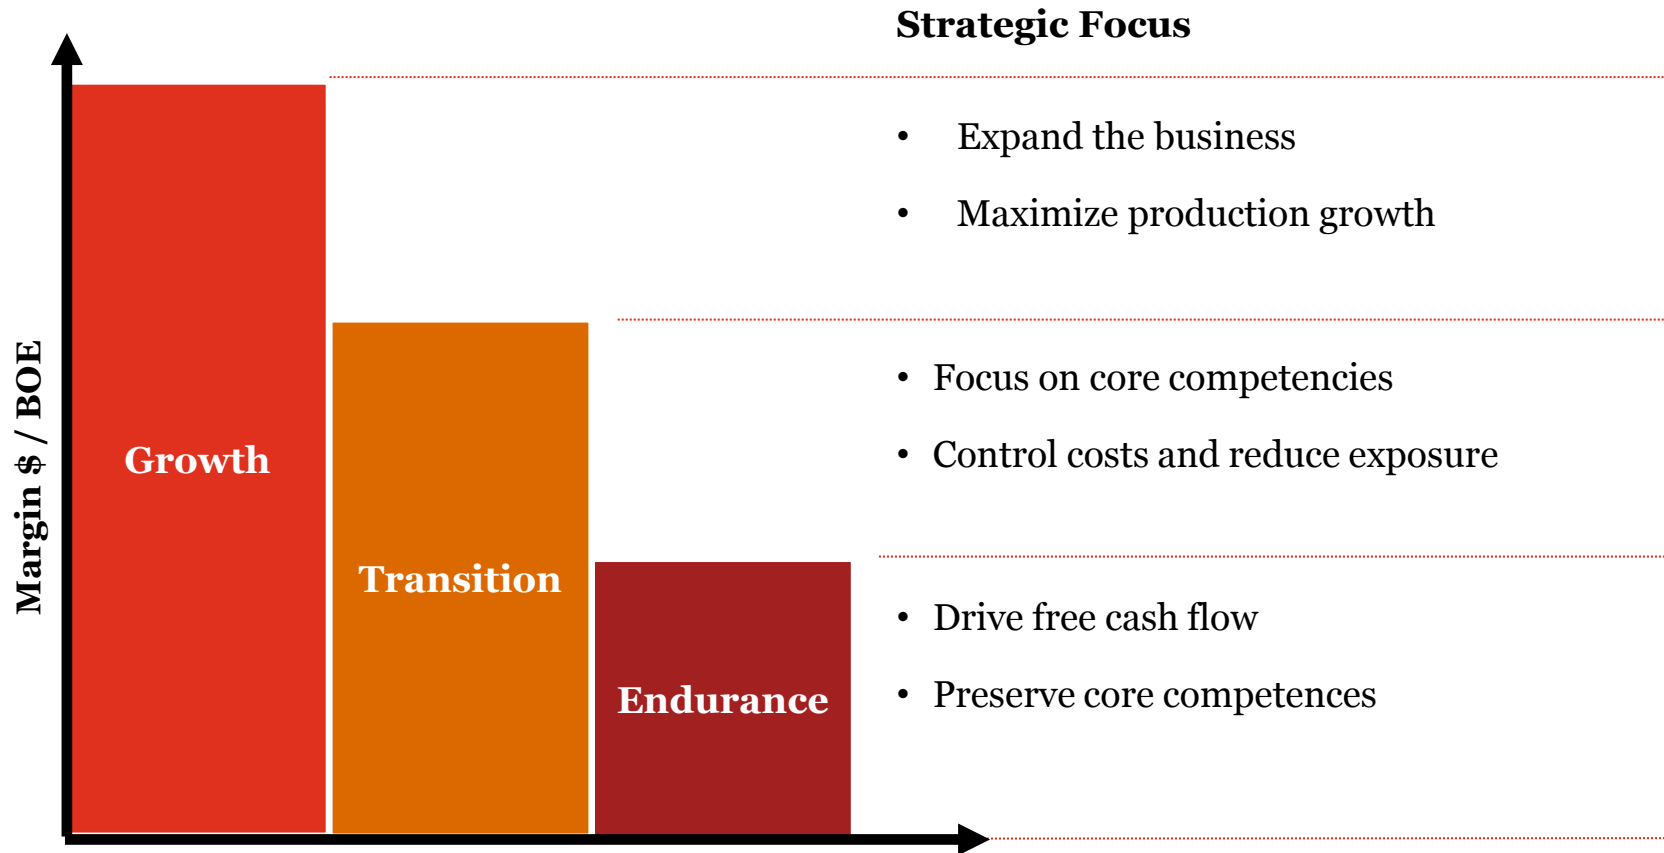 Strategic Focus
• Expand the business
• Maximize production growth
• Focus on core competencies
• Control costs and reduce exposure
• Drive free cash flow
• Preserve core competences
Margin $ / BOE
Growth
Transition
Endurance